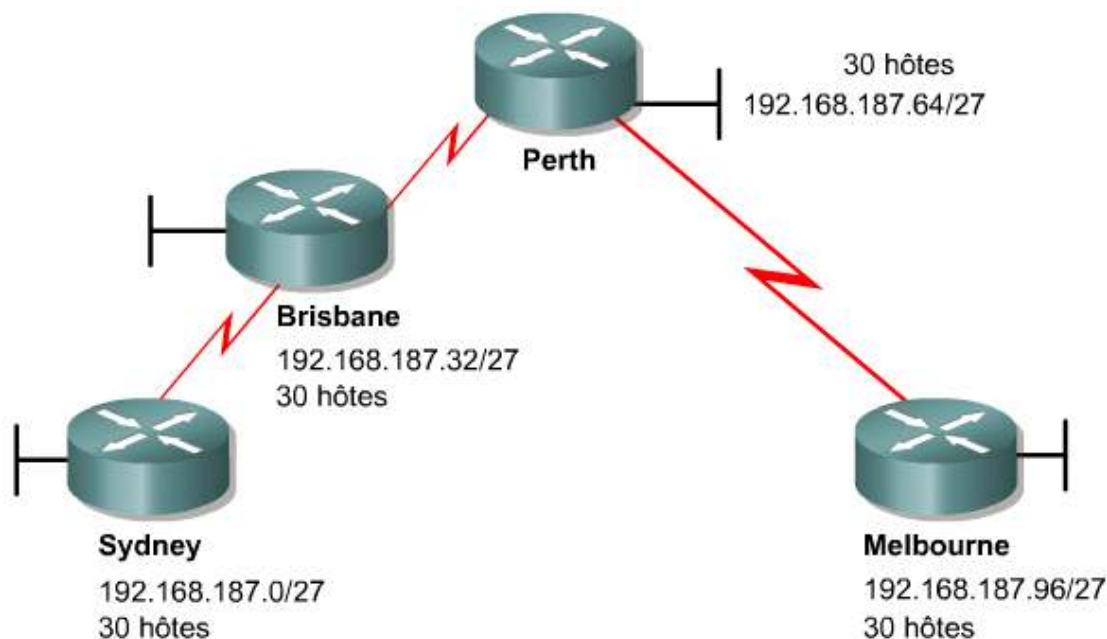 30 hôtes
192.168.187.64/27
Perth
Brisbane
192.168.187.32/27
30 hôtes
Sydney
192.168.187.0/27
30 hôtes
Melbourne
192.168.187.96/27
30 hôtes